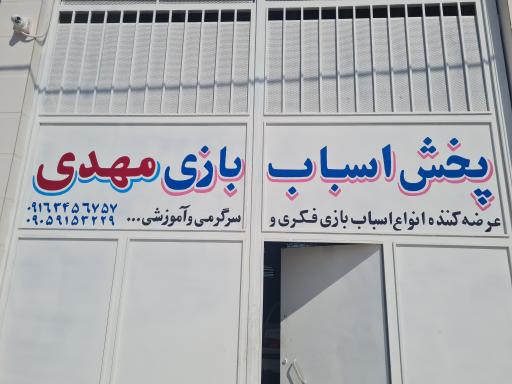 پخش اسباب بازی مهدی
عرضه کننده انواع اسباب بازی فکری و سرگرمی و آموزشی...
۰۹۱۶۳۴۵۶۷۵۷
۰۹۰۵۹۱۵۳۲۲۹